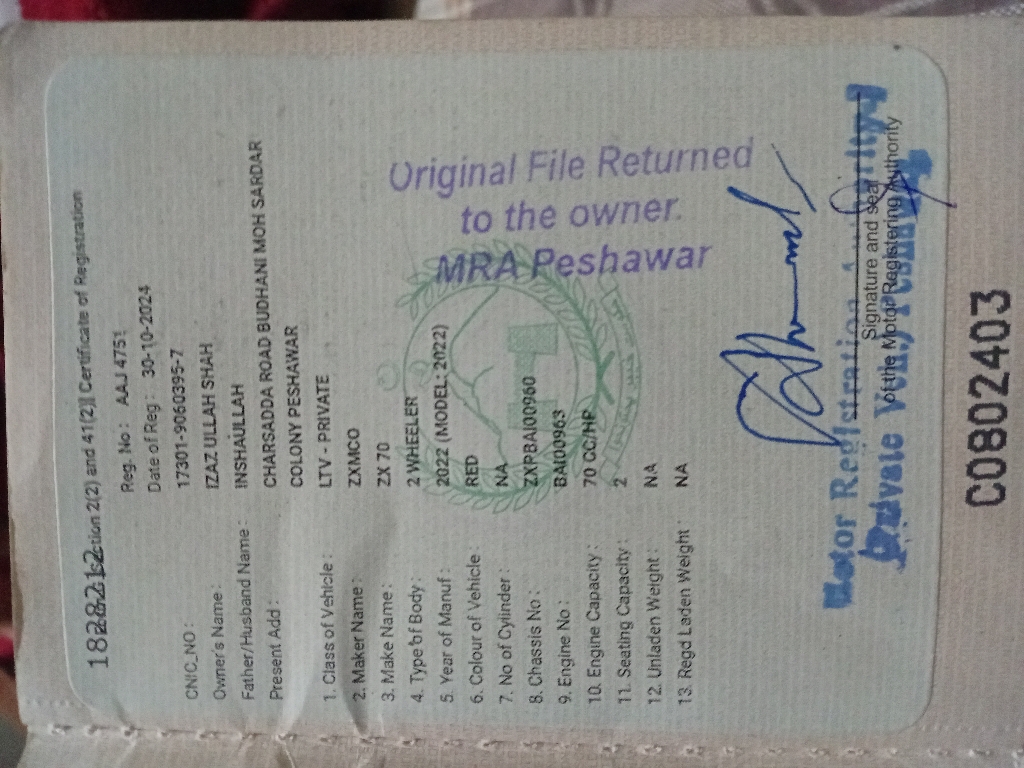 1828212
ction 2(2) and 41(2)] Certificate of Registration
Reg. No : AAJ 4751
Date of Reg : 30-10-2024
CNIC_NO : 17301-9060395-7
Owner's Name : IZAZ ULLAH SHAH
Father/Husband Name : INSHAULLAH
Present Add : CHARSADDA ROAD BUDHANI MOH SARDAR
COLONY PESHAWAR
1. Class of Vehicle : LTV - PRIVATE
2. Maker Name : ZXMCO
3. Make Name : ZX 70
4. Type of Body : 2 WHEELER
5. Year of Manuf : 2022 (MODEL: 2022)
6. Colour of Vehicle : RED
7. No of Cylinder : NA
8. Chassis No : ZXPBAI00960
9. Engine No : BAI00963
10. Engine Capacity : 70 CC/HP
11. Seating Capacity : 2
12. Unladen Weight : NA
13. Regd Laden Weight : NA
Original File Returned
to the owner.
MRA Peshawar
Motor Registration
Signature and seal
of the Motor Registering Authority
Private
C0802403